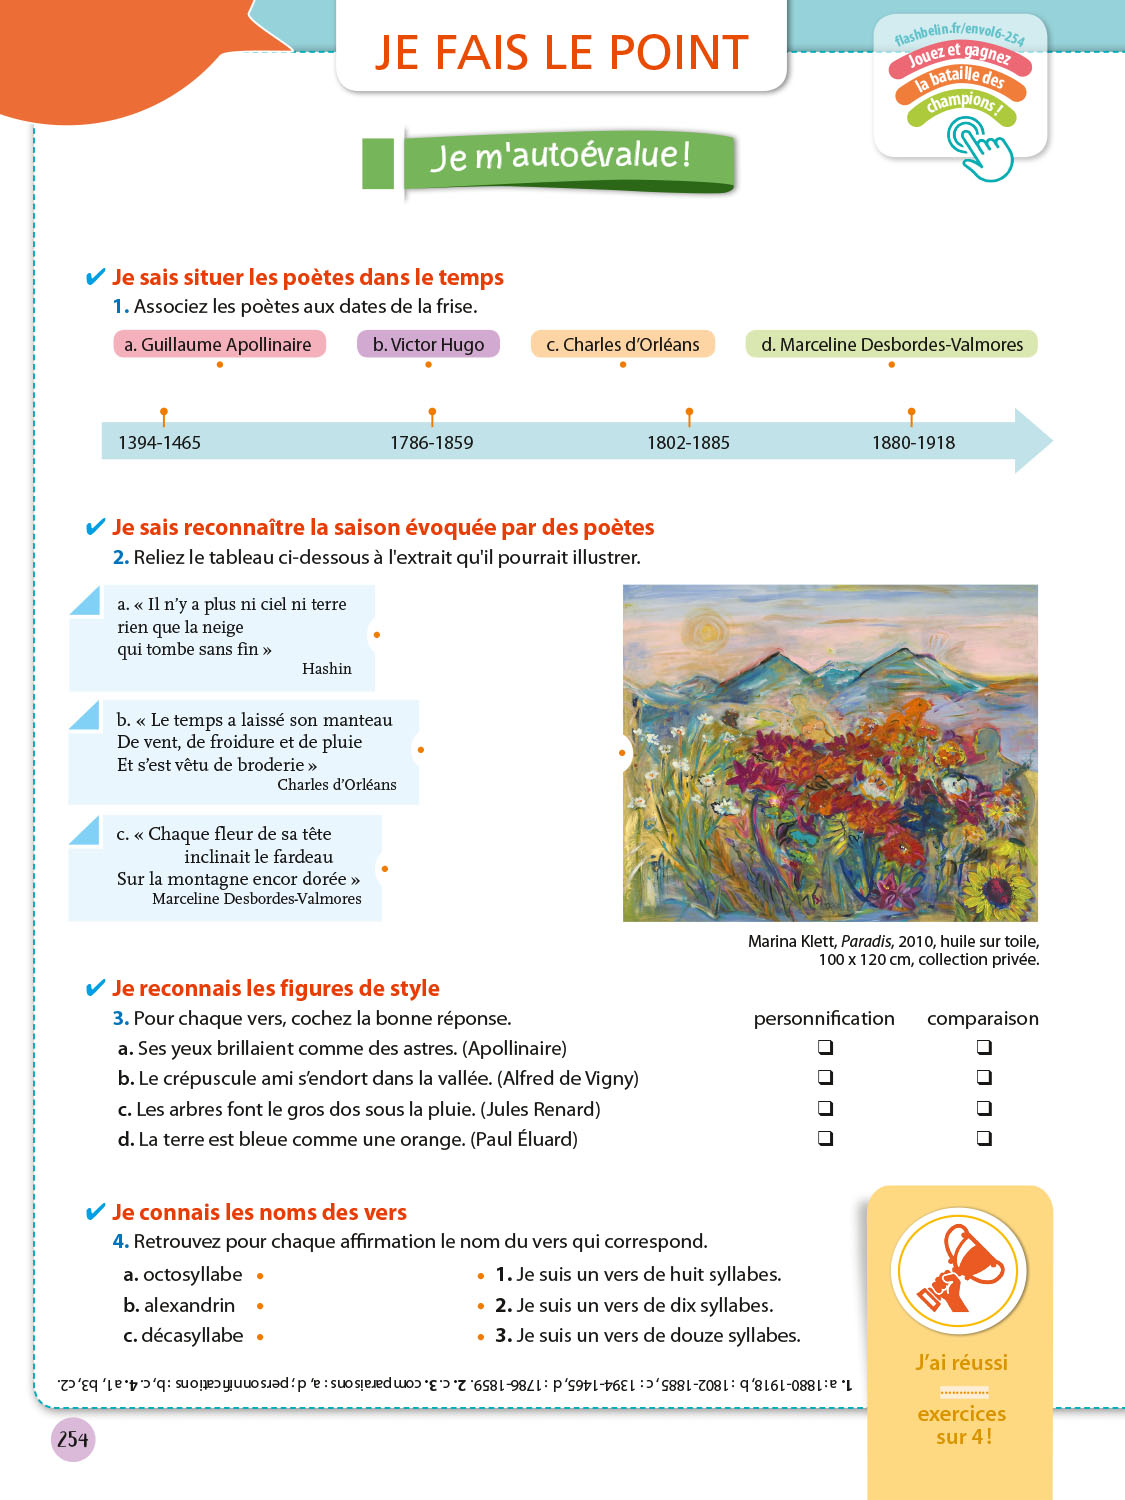 JE FAIS LE POINT
flashbelin.fr/envol6-254
Jouez et gagnez
la bataille des
champions !
Je m'autoévalue !
✔ Je sais situer les poètes dans le temps
1. Associez les poètes aux dates de la frise.
a. Guillaume Apollinaire b. Victor Hugo c. Charles d’Orléans d. Marceline Desbordes-Valmores
1394-1465 1786-1859 1802-1885 1880-1918
✔ Je sais reconnaître la saison évoquée par des poètes
2. Reliez le tableau ci-dessous à l'extrait qu'il pourrait illustrer.
a. « Il n’y a plus ni ciel ni terre
rien que la neige
qui tombe sans fin »
Hashin
b. « Le temps a laissé son manteau
De vent, de froidure et de pluie
Et s’est vêtu de broderie »
Charles d’Orléans
c. « Chaque fleur de sa tête
inclinait le fardeau
Sur la montagne encor dorée »
Marceline Desbordes-Valmores
Marina Klett, Paradis, 2010, huile sur toile,
100 x 120 cm, collection privée.
✔ Je reconnais les figures de style
3. Pour chaque vers, cochez la bonne réponse. personnification comparaison
a. Ses yeux brillaient comme des astres. (Apollinaire) ❏ ❏
b. Le crépuscule ami s’endort dans la vallée. (Alfred de Vigny) ❏ ❏
c. Les arbres font le gros dos sous la pluie. (Jules Renard) ❏ ❏
d. La terre est bleue comme une orange. (Paul Éluard) ❏ ❏
✔ Je connais les noms des vers
4. Retrouvez pour chaque affirmation le nom du vers qui correspond.
a. octosyllabe • • 1. Je suis un vers de huit syllabes.
b. alexandrin • • 2. Je suis un vers de dix syllabes.
c. décasyllabe • • 3. Je suis un vers de douze syllabes.
1. a : 1880-1918, b : 1802-1885, c : 1394-1465, d : 1786-1859. 2. c. 3. comparaisons : a, d ; personnifications : b, c. 4. a1, b3, c2.
J’ai réussi
.............
exercices
sur 4 !
254